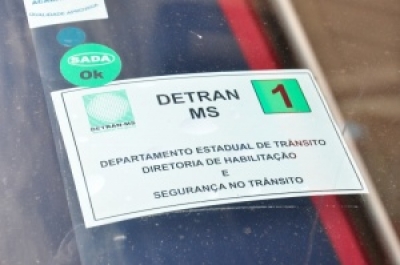 SADA
Ok
DETRAN
MS
1
DETRAN-MS
DEPARTAMENTO ESTADUAL DE TRÂNSITO
DIRETORIA DE HABILITAÇÃO
E
SEGURANÇA NO TRÂNSITO